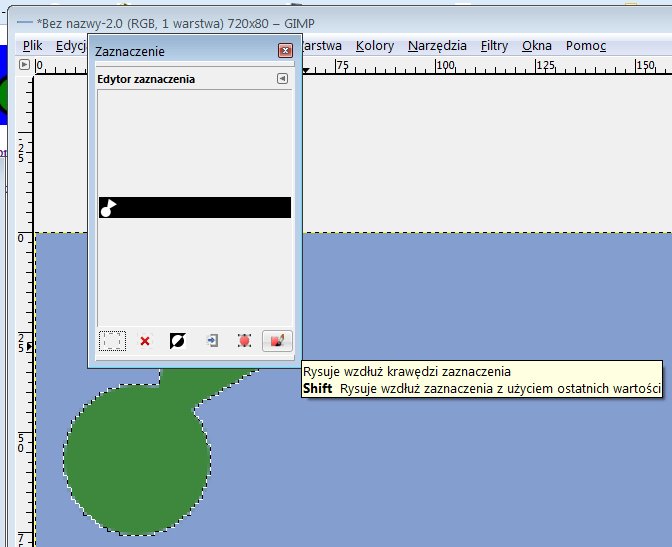 *Bez nazwy-2.0 (RGB, 1 warstwa) 720x80 – GIMP
Plik Edycj arstwa Kolory Narzędzia Filtry Okna Pomoc
Zaznaczenie
Edytor zaznaczenia
0 75 100 125 150
25
0
25
50
75
Rysuje wzdłuż krawędzi zaznaczenia
Shift Rysuje wzdłuż zaznaczenia z użyciem ostatnich wartości